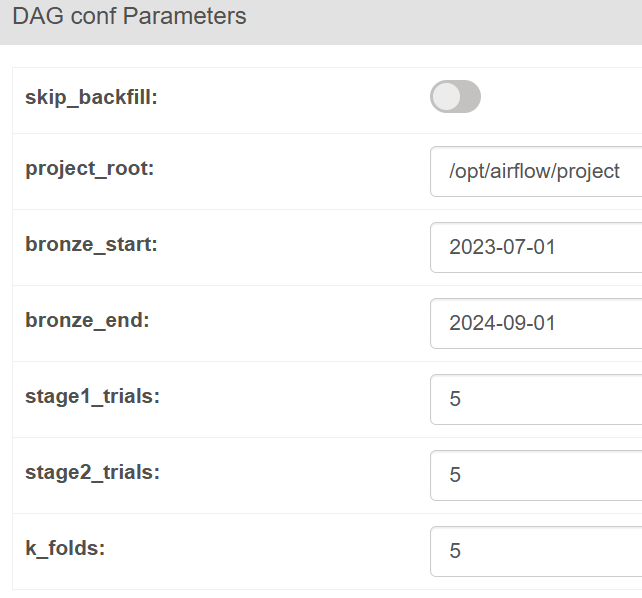 DAG conf Parameters
skip_backfill:
project_root: /opt/airflow/project
bronze_start: 2023-07-01
bronze_end: 2024-09-01
stage1_trials: 5
stage2_trials: 5
k_folds: 5